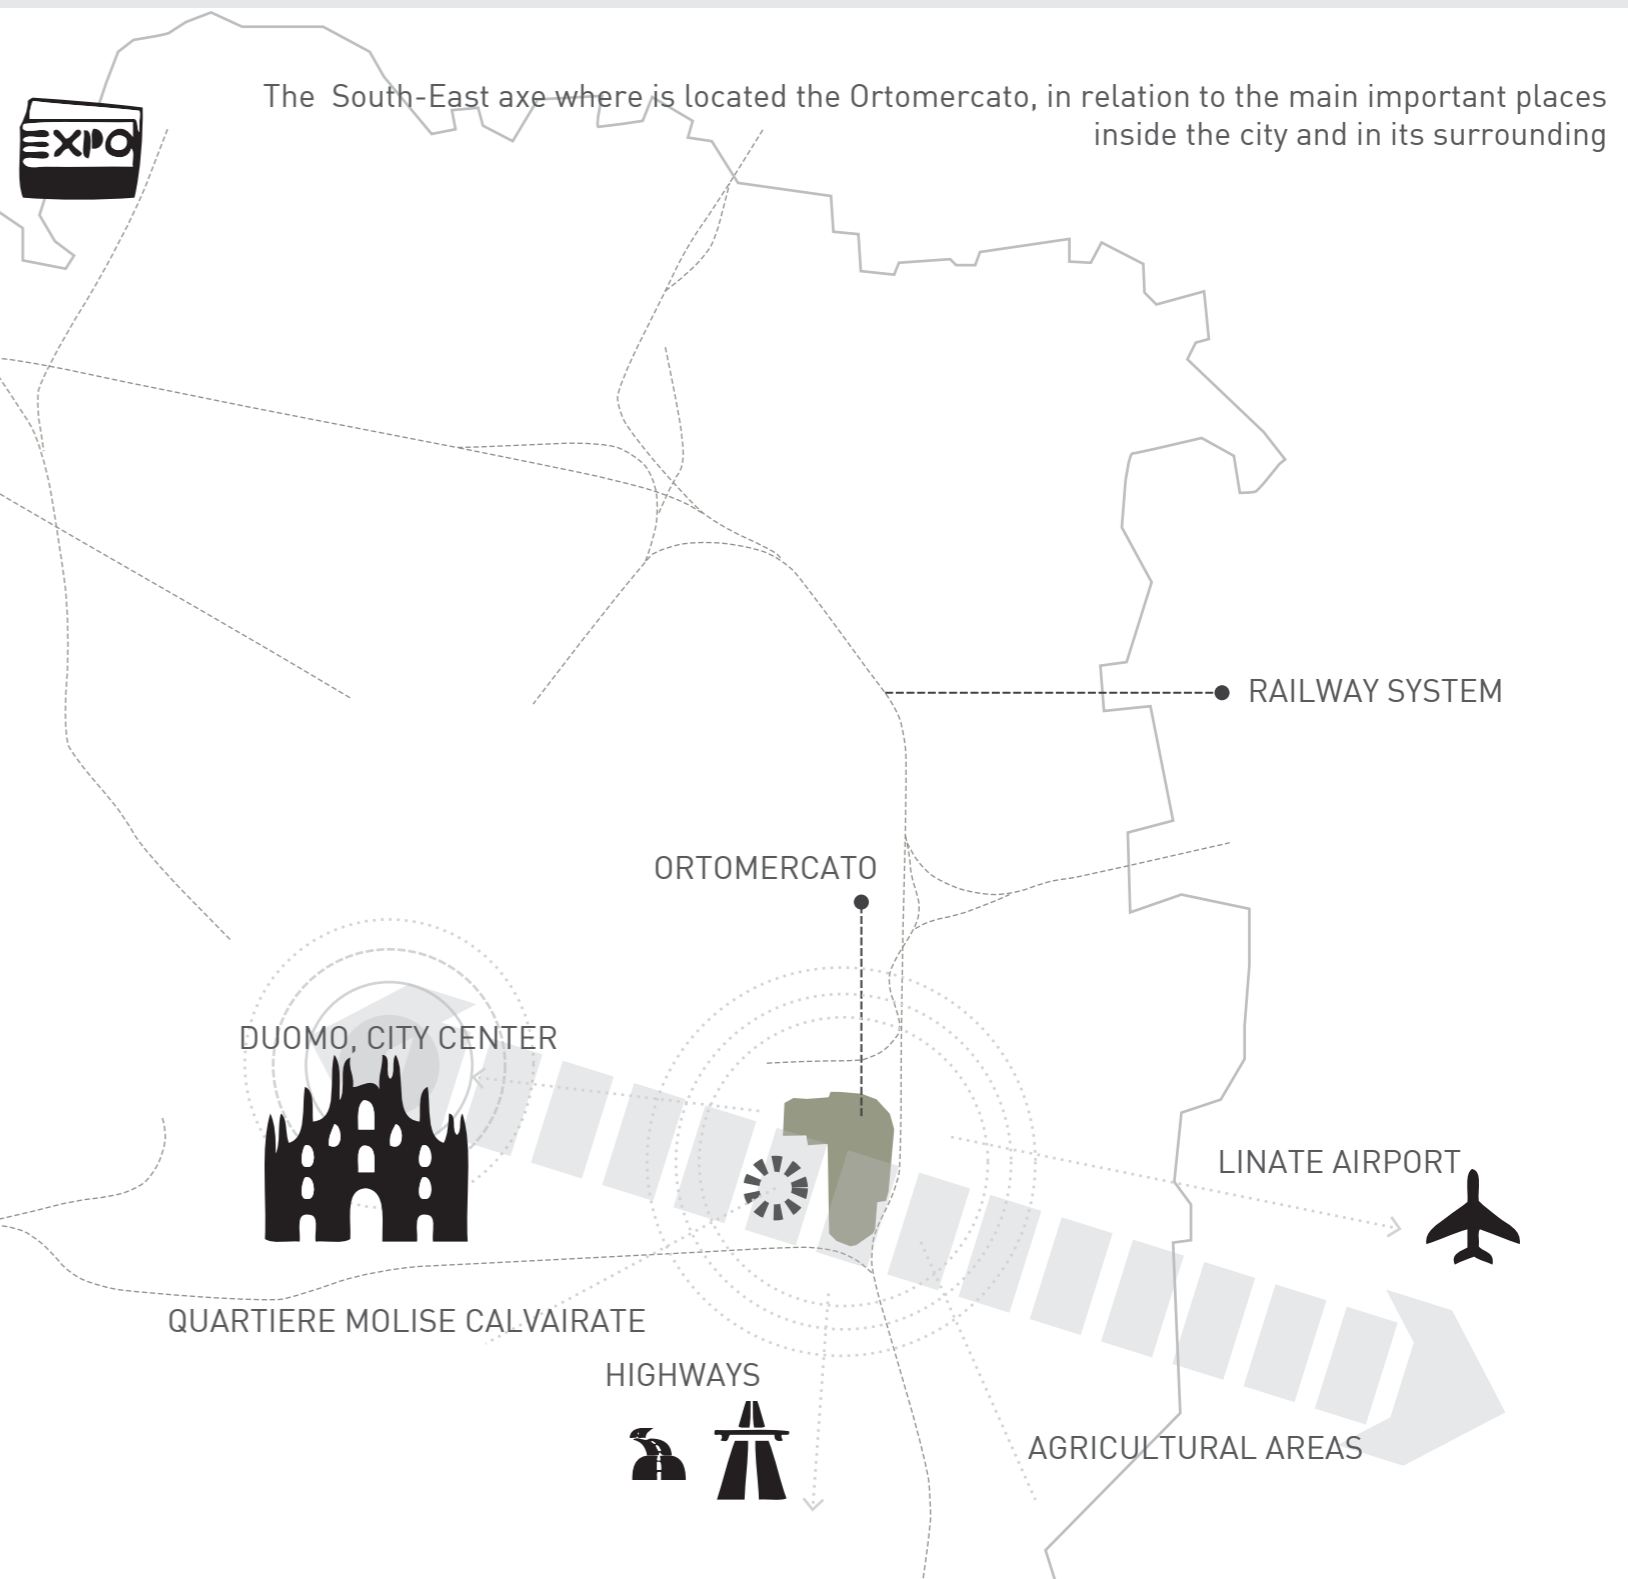 The South-East axe where is located the Ortomercato, in relation to the main important places
inside the city and in its surrounding
EXPO
RAILWAY SYSTEM
ORTOMERCATO
DUOMO, CITY CENTER
LINATE AIRPORT
QUARTIERE MOLISE CALVAIRATE
HIGHWAYS
AGRICULTURAL AREAS